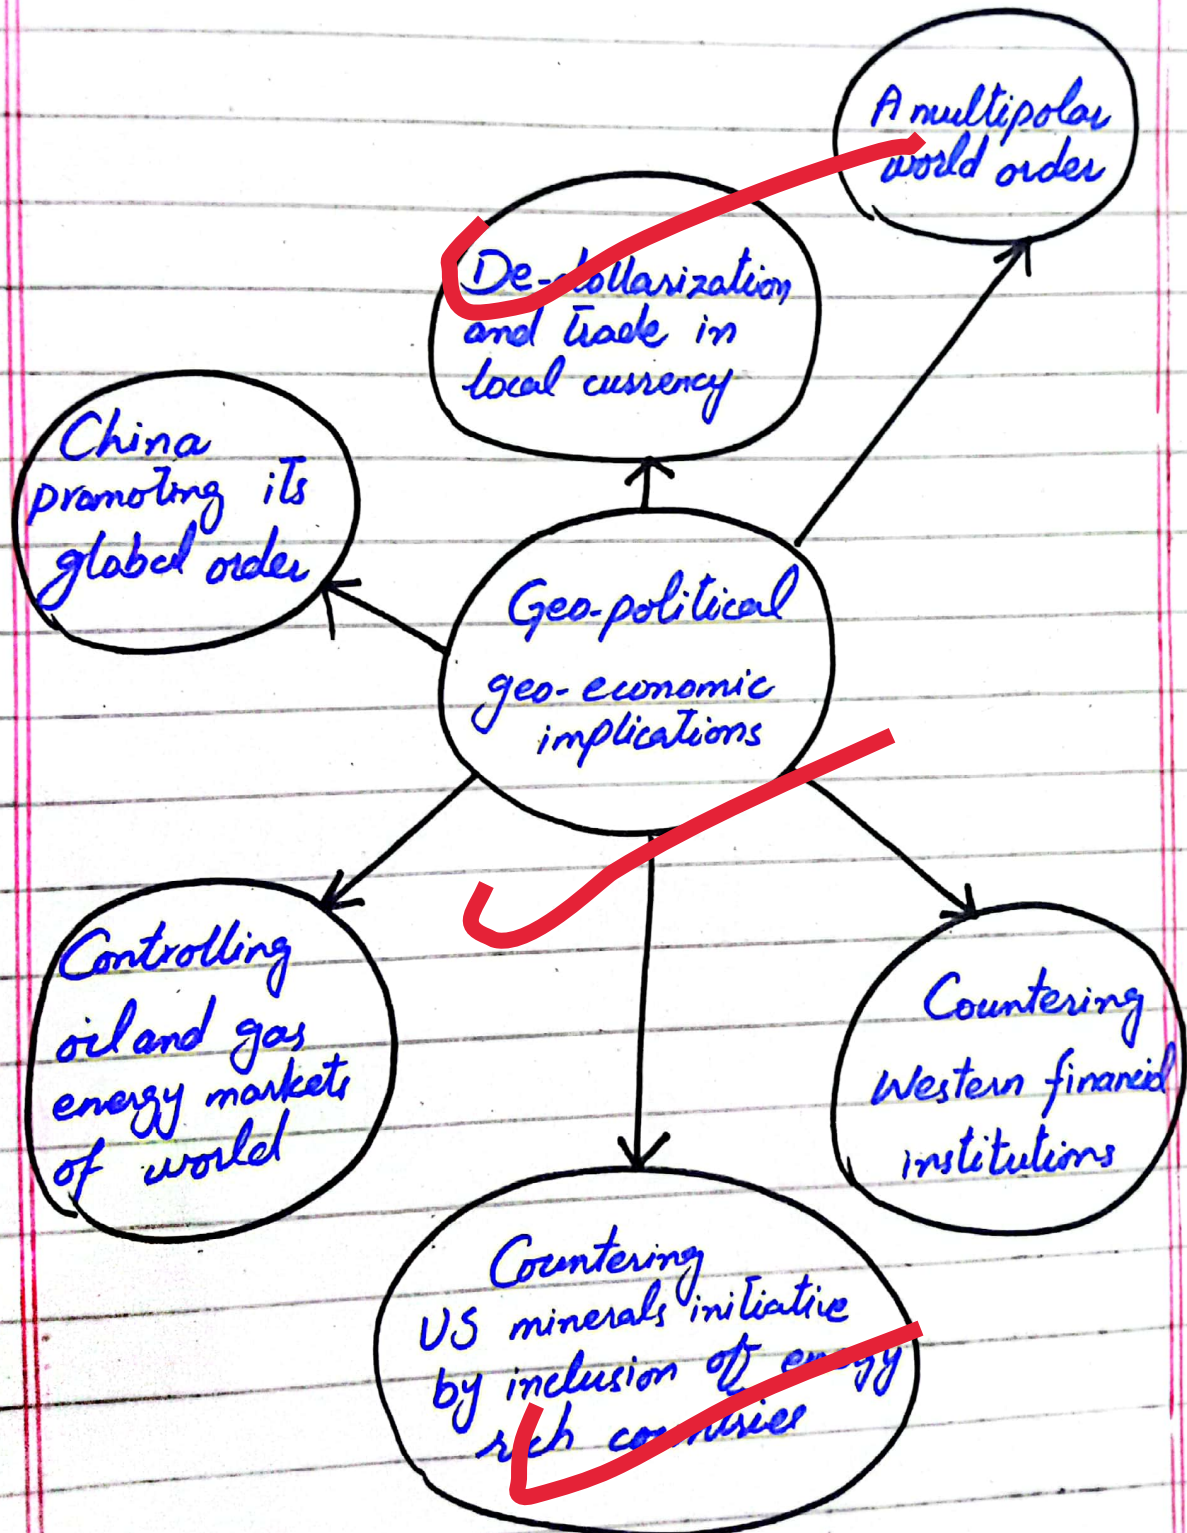 A multipolar
world order
De-dollarization
and trade in
local currency
China
promoting its
global order
Geo-political
geo-economic
implications
Controlling
oil and gas
energy markets
of world
Countering
Western financial
institutions
Countering
US minerals initiative
by inclusion of energy
rich countries